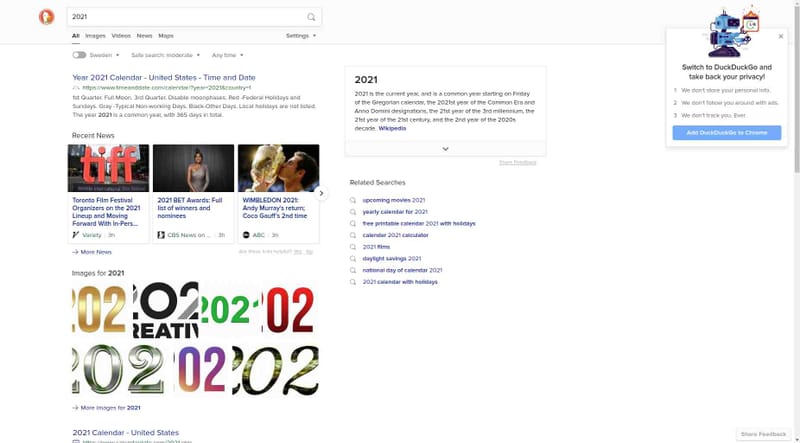 2021
All Images Videos News Maps Settings
Sweden Safe search: moderate Any time
Year 2021 Calendar - United States - Time and Date
https://www.timeanddate.com/calendar/?year=2021&country=1
1st Quarter. Full Moon. 3rd Quarter. Disable moonphases. Red -Federal Holidays and
Sundays. Gray -Typical Non-working Days. Black-Other Days. Local holidays are not listed.
The year 2021 is a common year, with 365 days in total.
Recent News
tiff
Toronto Film Festival
Organizers on the 2021
Lineup and Moving
Forward With In-Pers...
Variety 3h
2021 BET Awards: Full
list of winners and
nominees
CBS News on ... 3h
WIMBLEDON 2021:
Andy Murray's return;
Coco Gauff's 2nd time
ABC 3h
More News
Are these links helpful? Yes No
Images for 2021
02
02
REATIV
202
02
202
02
202
More Images for 2021
2021 Calendar - United States
2021
2021 is the current year, and is a common year starting on Friday
of the Gregorian calendar, the 2021st year of the Common Era and
Anno Domini designations, the 21st year of the 3rd millennium, the
21st year of the 21st century, and the 2nd year of the 2020s
decade. Wikipedia
Share Feedback
Related Searches
upcoming movies 2021
yearly calendar for 2021
free printable calendar 2021 with holidays
calendar 2021 calculator
2021 films
daylight savings 2021
national day of calendar 2021
2021 calendar with holidays
Switch to DuckDuckGo and
take back your privacy!
1 We don't store your personal info.
2 We don't follow you around with ads.
3 We don't track you. Ever.
Add DuckDuckGo to Chrome
Share Feedback